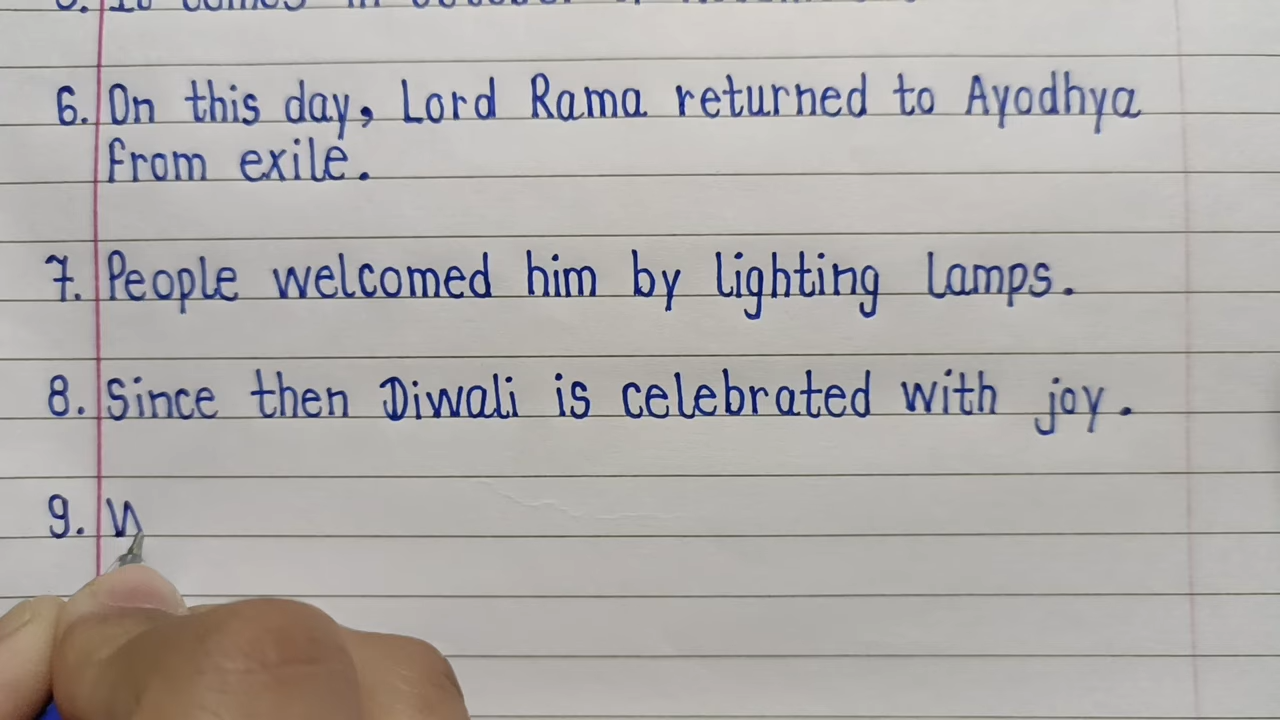 6. On this day, Lord Rama returned to Ayodhya
from exile.
7. People welcomed him by lighting lamps.
8. Since then Diwali is celebrated with joy.
9.